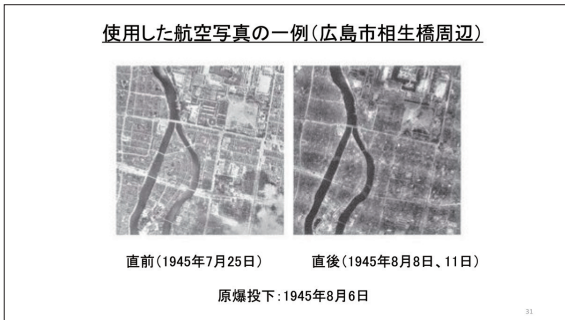 使用した航空写真の一例(広島市相生橋周辺)
直前(1945年7月25日)
直後(1945年8月8日、11日)
原爆投下:1945年8月6日
31